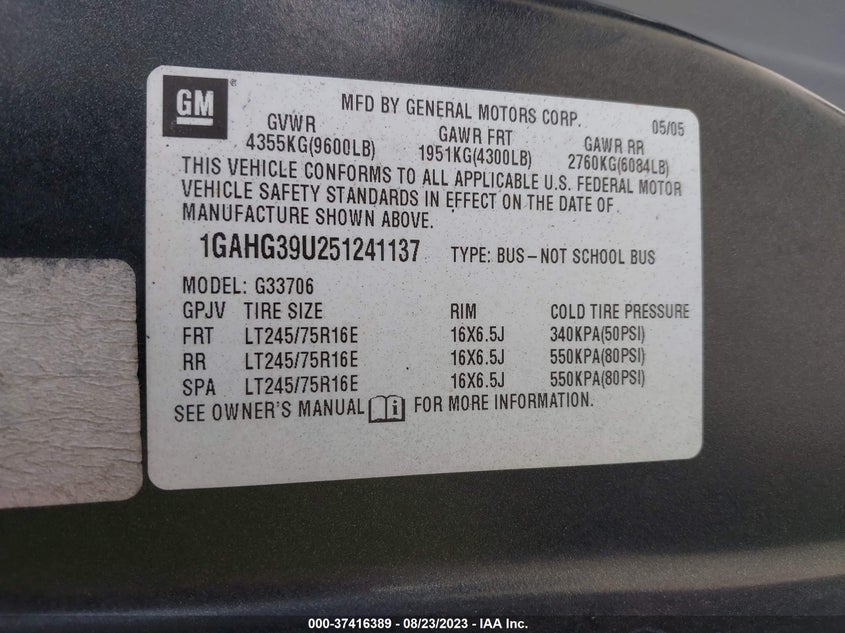 GM ®
MFD BY GENERAL MOTORS CORP. 05/05
GVWR GAWR FRT GAWR RR
4355KG(9600LB) 1951KG(4300LB) 2760KG(6084LB)
THIS VEHICLE CONFORMS TO ALL APPLICABLE U.S. FEDERAL MOTOR
VEHICLE SAFETY STANDARDS IN EFFECT ON THE DATE OF
MANUFACTURE SHOWN ABOVE.
1GAHG39U251241137 TYPE: BUS–NOT SCHOOL BUS
MODEL: G33706
GPJV TIRE SIZE RIM COLD TIRE PRESSURE
FRT LT245/75R16E 16X6.5J 340KPA(50PSI)
RR LT245/75R16E 16X6.5J 550KPA(80PSI)
SPA LT245/75R16E 16X6.5J 550KPA(80PSI)
SEE OWNER'S MANUAL i FOR MORE INFORMATION.
000-37416389 - 08/23/2023 - IAA Inc.